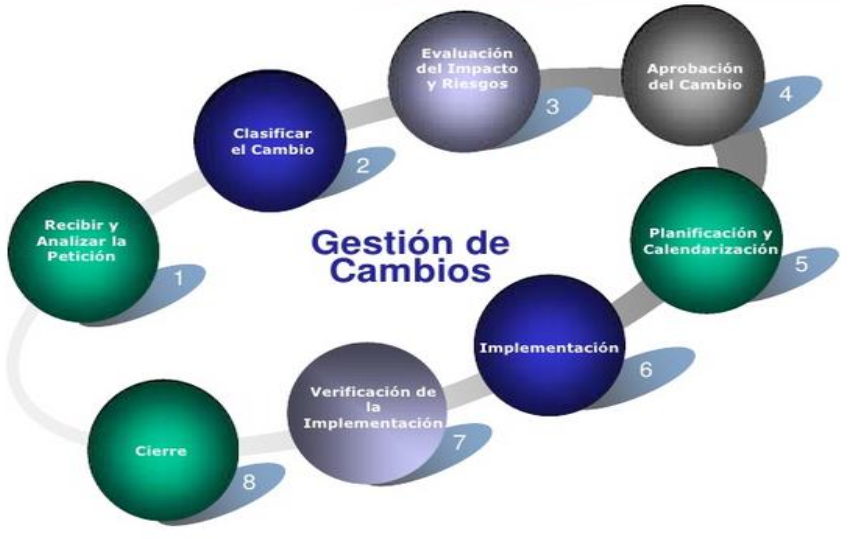 Gestión de
Cambios
Recibir y
Analizar la
Petición
1
Clasificar
el Cambio
2
Evaluación
del Impacto
y Riesgos
3
Aprobación
del Cambio
4
Planificación y
Calendarización
5
Implementación
6
Verificación de
la
Implementación
7
Cierre
8